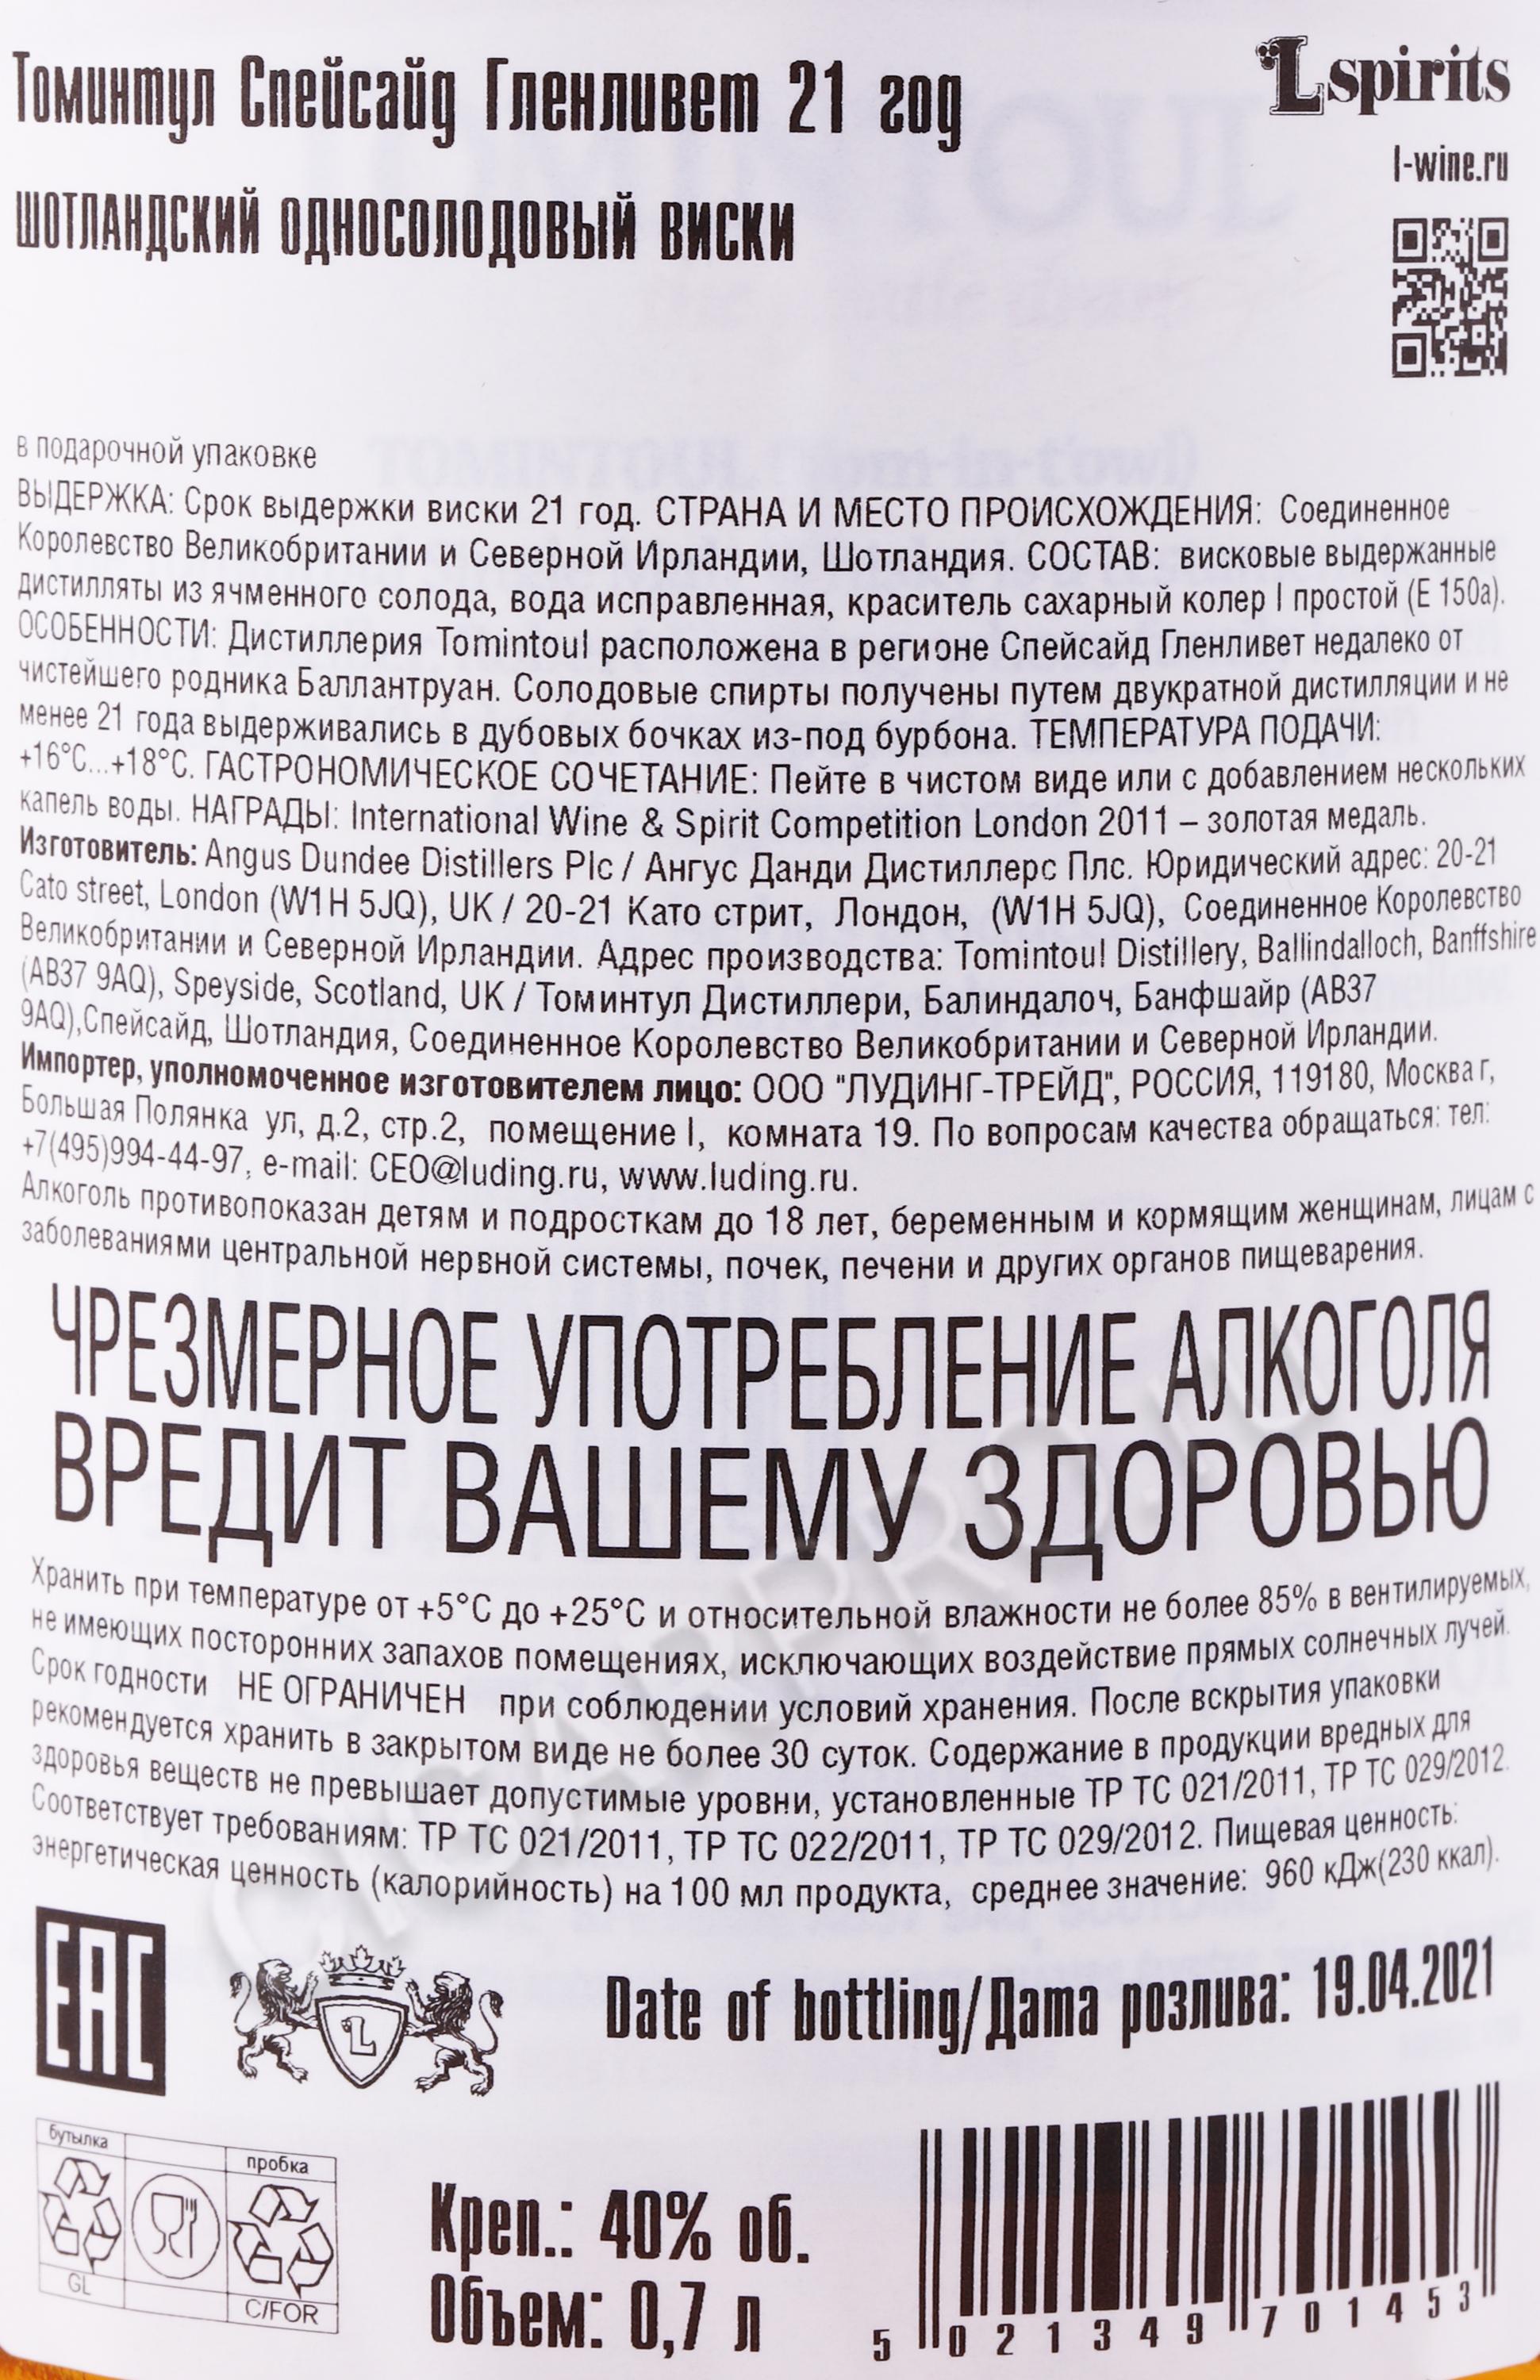 Томинтул Спейсайд Гленливет 21 год
L spirits
l-wine.ru
ШОТЛАНДСКИЙ ОДНОСОЛОДОВЫЙ ВИСКИ
в подарочной упаковке
ВЫДЕРЖКА: Срок выдержки виски 21 год. СТРАНА И МЕСТО ПРОИСХОЖДЕНИЯ: Соединенное
Королевство Великобритании и Северной Ирландии, Шотландия. СОСТАВ: висковые выдержанные
дистилляты из ячменного солода, вода исправленная, краситель сахарный колер I простой (Е 150а).
ОСОБЕННОСТИ: Дистиллерия Tomintoul расположена в регионе Спейсайд Гленливет недалеко от
чистейшего родника Баллантруан. Солодовые спирты получены путем двукратной дистилляции и не
менее 21 года выдерживались в дубовых бочках из-под бурбона. ТЕМПЕРАТУРА ПОДАЧИ:
+16°С...+18°С. ГАСТРОНОМИЧЕСКОЕ СОЧЕТАНИЕ: Пейте в чистом виде или с добавлением нескольких
капель воды. НАГРАДЫ: International Wine & Spirit Competition London 2011 – золотая медаль.
Изготовитель: Angus Dundee Distillers Plc / Ангус Данди Дистиллерс Плс. Юридический адрес: 20-21
Cato street, London (W1H 5JQ), UK / 20-21 Като стрит, Лондон, (W1H 5JQ), Соединенное Королевство
Великобритании и Северной Ирландии. Адрес производства: Tomintoul Distillery, Ballindalloch, Banffshire
(AB37 9AQ), Speyside, Scotland, UK / Томинтул Дистиллери, Балиндалоч, Банфшайр (AB37
9AQ),Спейсайд, Шотландия, Соединенное Королевство Великобритании и Северной Ирландии.
Импортер, уполномоченное изготовителем лицо: ООО "ЛУДИНГ-ТРЕЙД", РОССИЯ, 119180, Москва г,
Большая Полянка ул, д.2, стр.2, помещение I, комната 19. По вопросам качества обращаться: тел:
+7(495)994-44-97, e-mail: CEO@luding.ru, www.luding.ru.
Алкоголь противопоказан детям и подросткам до 18 лет, беременным и кормящим женщинам, лицам с
заболеваниями центральной нервной системы, почек, печени и других органов пищеварения.
ЧРЕЗМЕРНОЕ УПОТРЕБЛЕНИЕ АЛКОГОЛЯ
ВРЕДИТ ВАШЕМУ ЗДОРОВЬЮ
Хранить при температуре от +5°С до +25°С и относительной влажности не более 85% в вентилируемых,
не имеющих посторонних запахов помещениях, исключающих воздействие прямых солнечных лучей.
Срок годности НЕ ОГРАНИЧЕН при соблюдении условий хранения. После вскрытия упаковки
рекомендуется хранить в закрытом виде не более 30 суток. Содержание в продукции вредных для
здоровья веществ не превышает допустимые уровни, установленные ТР ТС 021/2011, ТР ТС 029/2012.
Соответствует требованиям: ТР ТС 021/2011, ТР ТС 022/2011, ТР ТС 029/2012. Пищевая ценность:
энергетическая ценность (калорийность) на 100 мл продукта, среднее значение: 960 кДж(230 ккал).
EAC
L
Date of bottling/Дата розлива: 19.04.2021
бутылка
пробка
GL
C/FOR
Креп.: 40% об.
Объем: 0,7 л
5 021349 701453